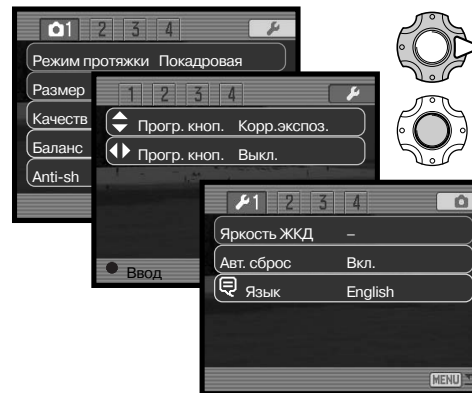 1 2 3 4
Режим протяжки Покадровая
Размер
Качеств
Баланс
Anti-sh
1 2 3 4
Прогр. кноп. Корр.экспоз.
Прогр. кноп. Выкл.
Ввод
1 2 3 4
Яркость ЖКД –
Авт. сброс Вкл.
Язык English
MENU